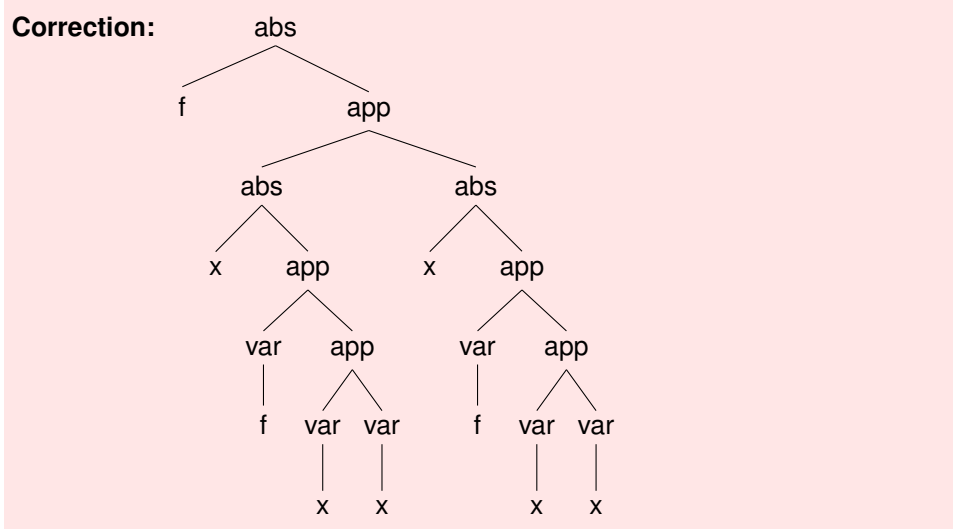 Correction: abs
f app
abs abs
x app x app
var app var app
f var var f var var
x x x x